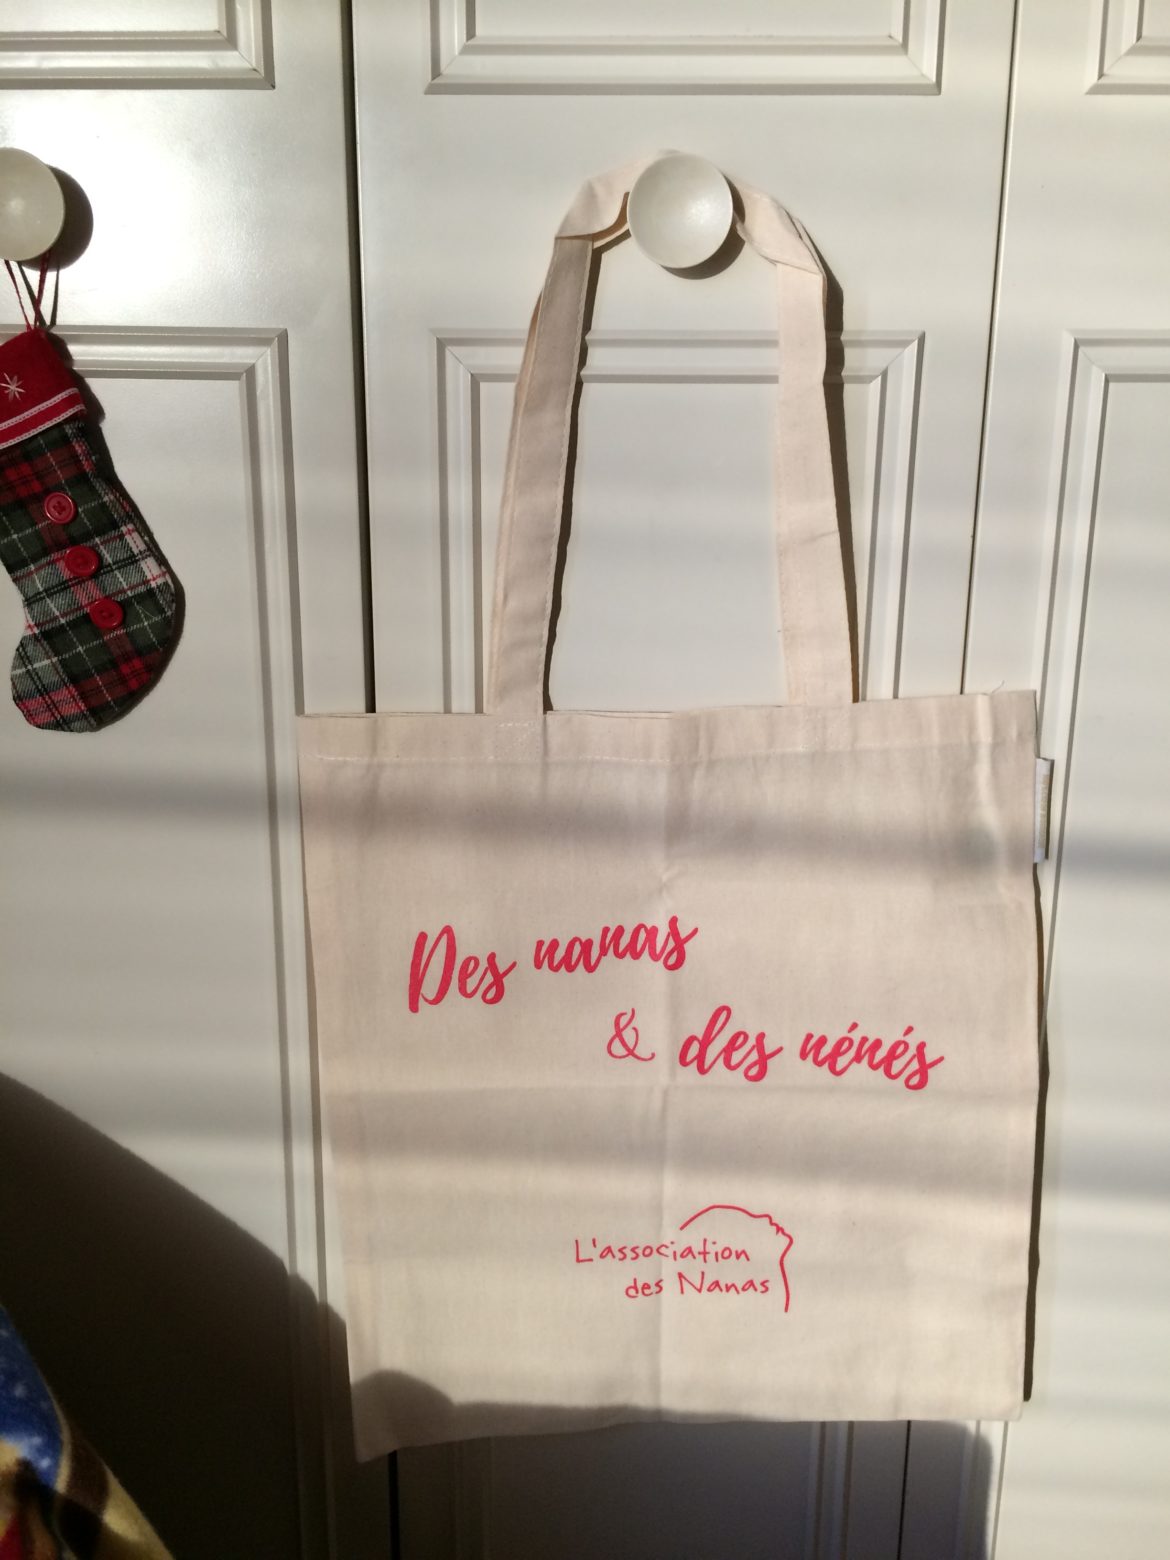 Des nanas
& des nénés
L'association
des Nanas